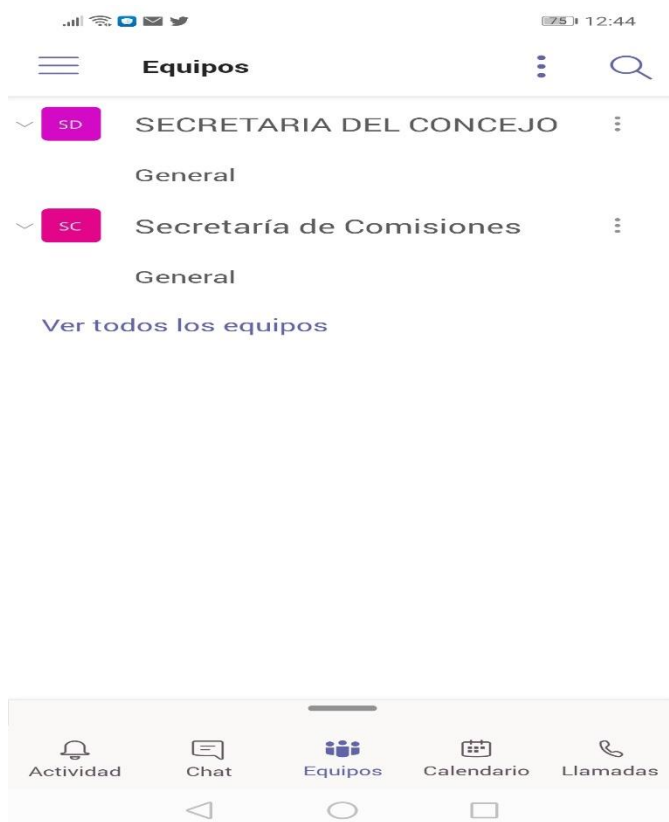 75 12:44
Equipos
SD SECRETARIA DEL CONCEJO
General
SC Secretaría de Comisiones
General
Ver todos los equipos
Actividad Chat Equipos Calendario Llamadas